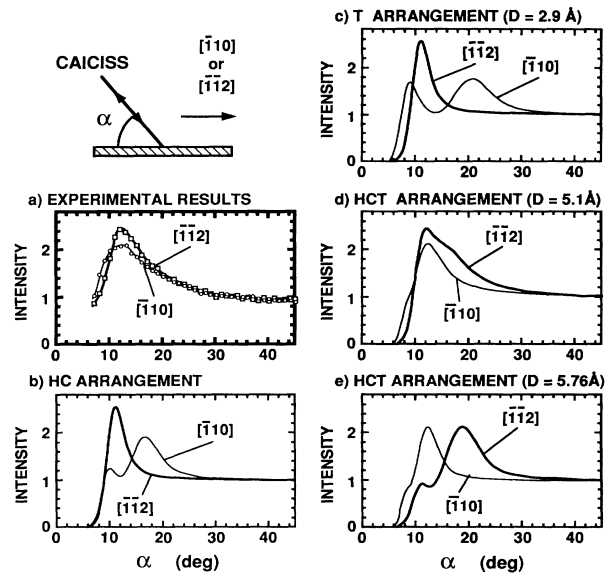 CAICISS
α
[1̄10]
or
[1̄1̄2]
a) EXPERIMENTAL RESULTS
INTENSITY
2
1
0
0 10 20 30 40
[1̄1̄2]
[1̄10]
b) HC ARRANGEMENT
INTENSITY
2
1
0
0 10 20 30 40
[1̄10]
[1̄1̄2]
α (deg)
c) T ARRANGEMENT (D = 2.9 Å)
INTENSITY
2
1
0
0 10 20 30 40
[1̄1̄2]
[1̄10]
d) HCT ARRANGEMENT (D = 5.1Å)
INTENSITY
2
1
0
0 10 20 30 40
[1̄1̄2]
[1̄10]
e) HCT ARRANGEMENT (D = 5.76Å)
INTENSITY
2
1
0
0 10 20 30 40
[1̄1̄2]
[1̄10]
α (deg)